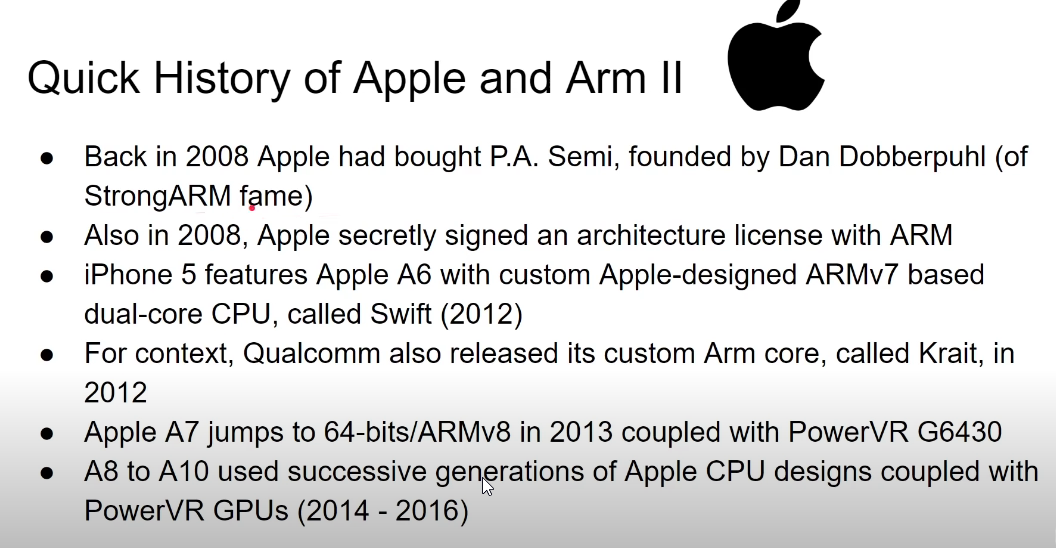 Quick History of Apple and Arm II
● Back in 2008 Apple had bought P.A. Semi, founded by Dan Dobberpuhl (of
StrongARM fame)
● Also in 2008, Apple secretly signed an architecture license with ARM
● iPhone 5 features Apple A6 with custom Apple-designed ARMv7 based
dual-core CPU, called Swift (2012)
● For context, Qualcomm also released its custom Arm core, called Krait, in
2012
● Apple A7 jumps to 64-bits/ARMv8 in 2013 coupled with PowerVR G6430
● A8 to A10 used successive generations of Apple CPU designs coupled with
PowerVR GPUs (2014 - 2016)